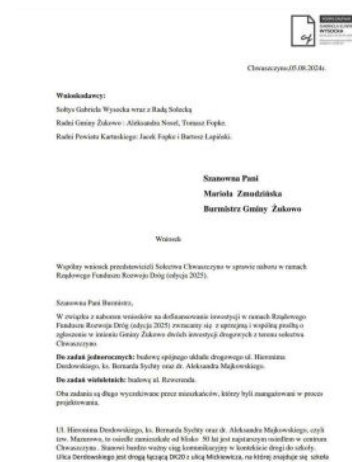 WYSOCKA
Chwaszczyno,05.08.2024r.
Wnioskodawcy:
Sołtys Gabriela Wysocka wraz z Radą Sołecką
Radni Gminy Żukowo : Aleksandra Nosel, Tomasz Fopke.
Radni Powiatu Kartuskiego: Jacek Fopke i Bartosz Łapiński.
Szanowna Pani
Mariola Zmudzińska
Burmistrz Gminy Żukowo
Wniosek
Wspólny wniosek przedstawicieli Sołectwa Chwaszczyno w sprawie naboru w ramach
Rządowego Funduszu Rozwoju Dróg (edycja 2025).
Szanowna Pani Burmistrz,
W związku z naborem wniosków na dofinansowanie inwestycji w ramach Rządowego
Funduszu Rozwoju Dróg (edycja 2025) zwracamy się z uprzejmą i wspólną prośbą o
zgłoszenie w imieniu Gminy Żukowo dwóch inwestycji drogowych z terenu sołectwa
Chwaszczyno.
Do zadań jednorocznych: budowę spójnego układu drogowego ul. Hieronima
Derdowskiego, ks. Bernarda Sychty oraz dr. Aleksandra Majkowskiego.
Do zadań wieloletnich: budowę ul. Rewerenda.
Oba zadania są długo wyczekiwane przez mieszkańców, którzy byli zaangażowani w proces
projektowania.
Ul. Hieronima Derdowskiego, ks. Bernarda Sychty oraz dr. Aleksandra Majkowskiego, czyli
tzw. Mazurowo, to osiedle zamieszkałe od blisko 50 lat jest najstarszym osiedlem w centrum
Chwaszczyna . Stanowi bardzo ważny ciąg komunikacyjny w kontekście drogi do szkoły.
Ulica Derdowskiego jest drogą łączącą DK20 z ulicą Mickiewicza, na której znajduje się szkoła